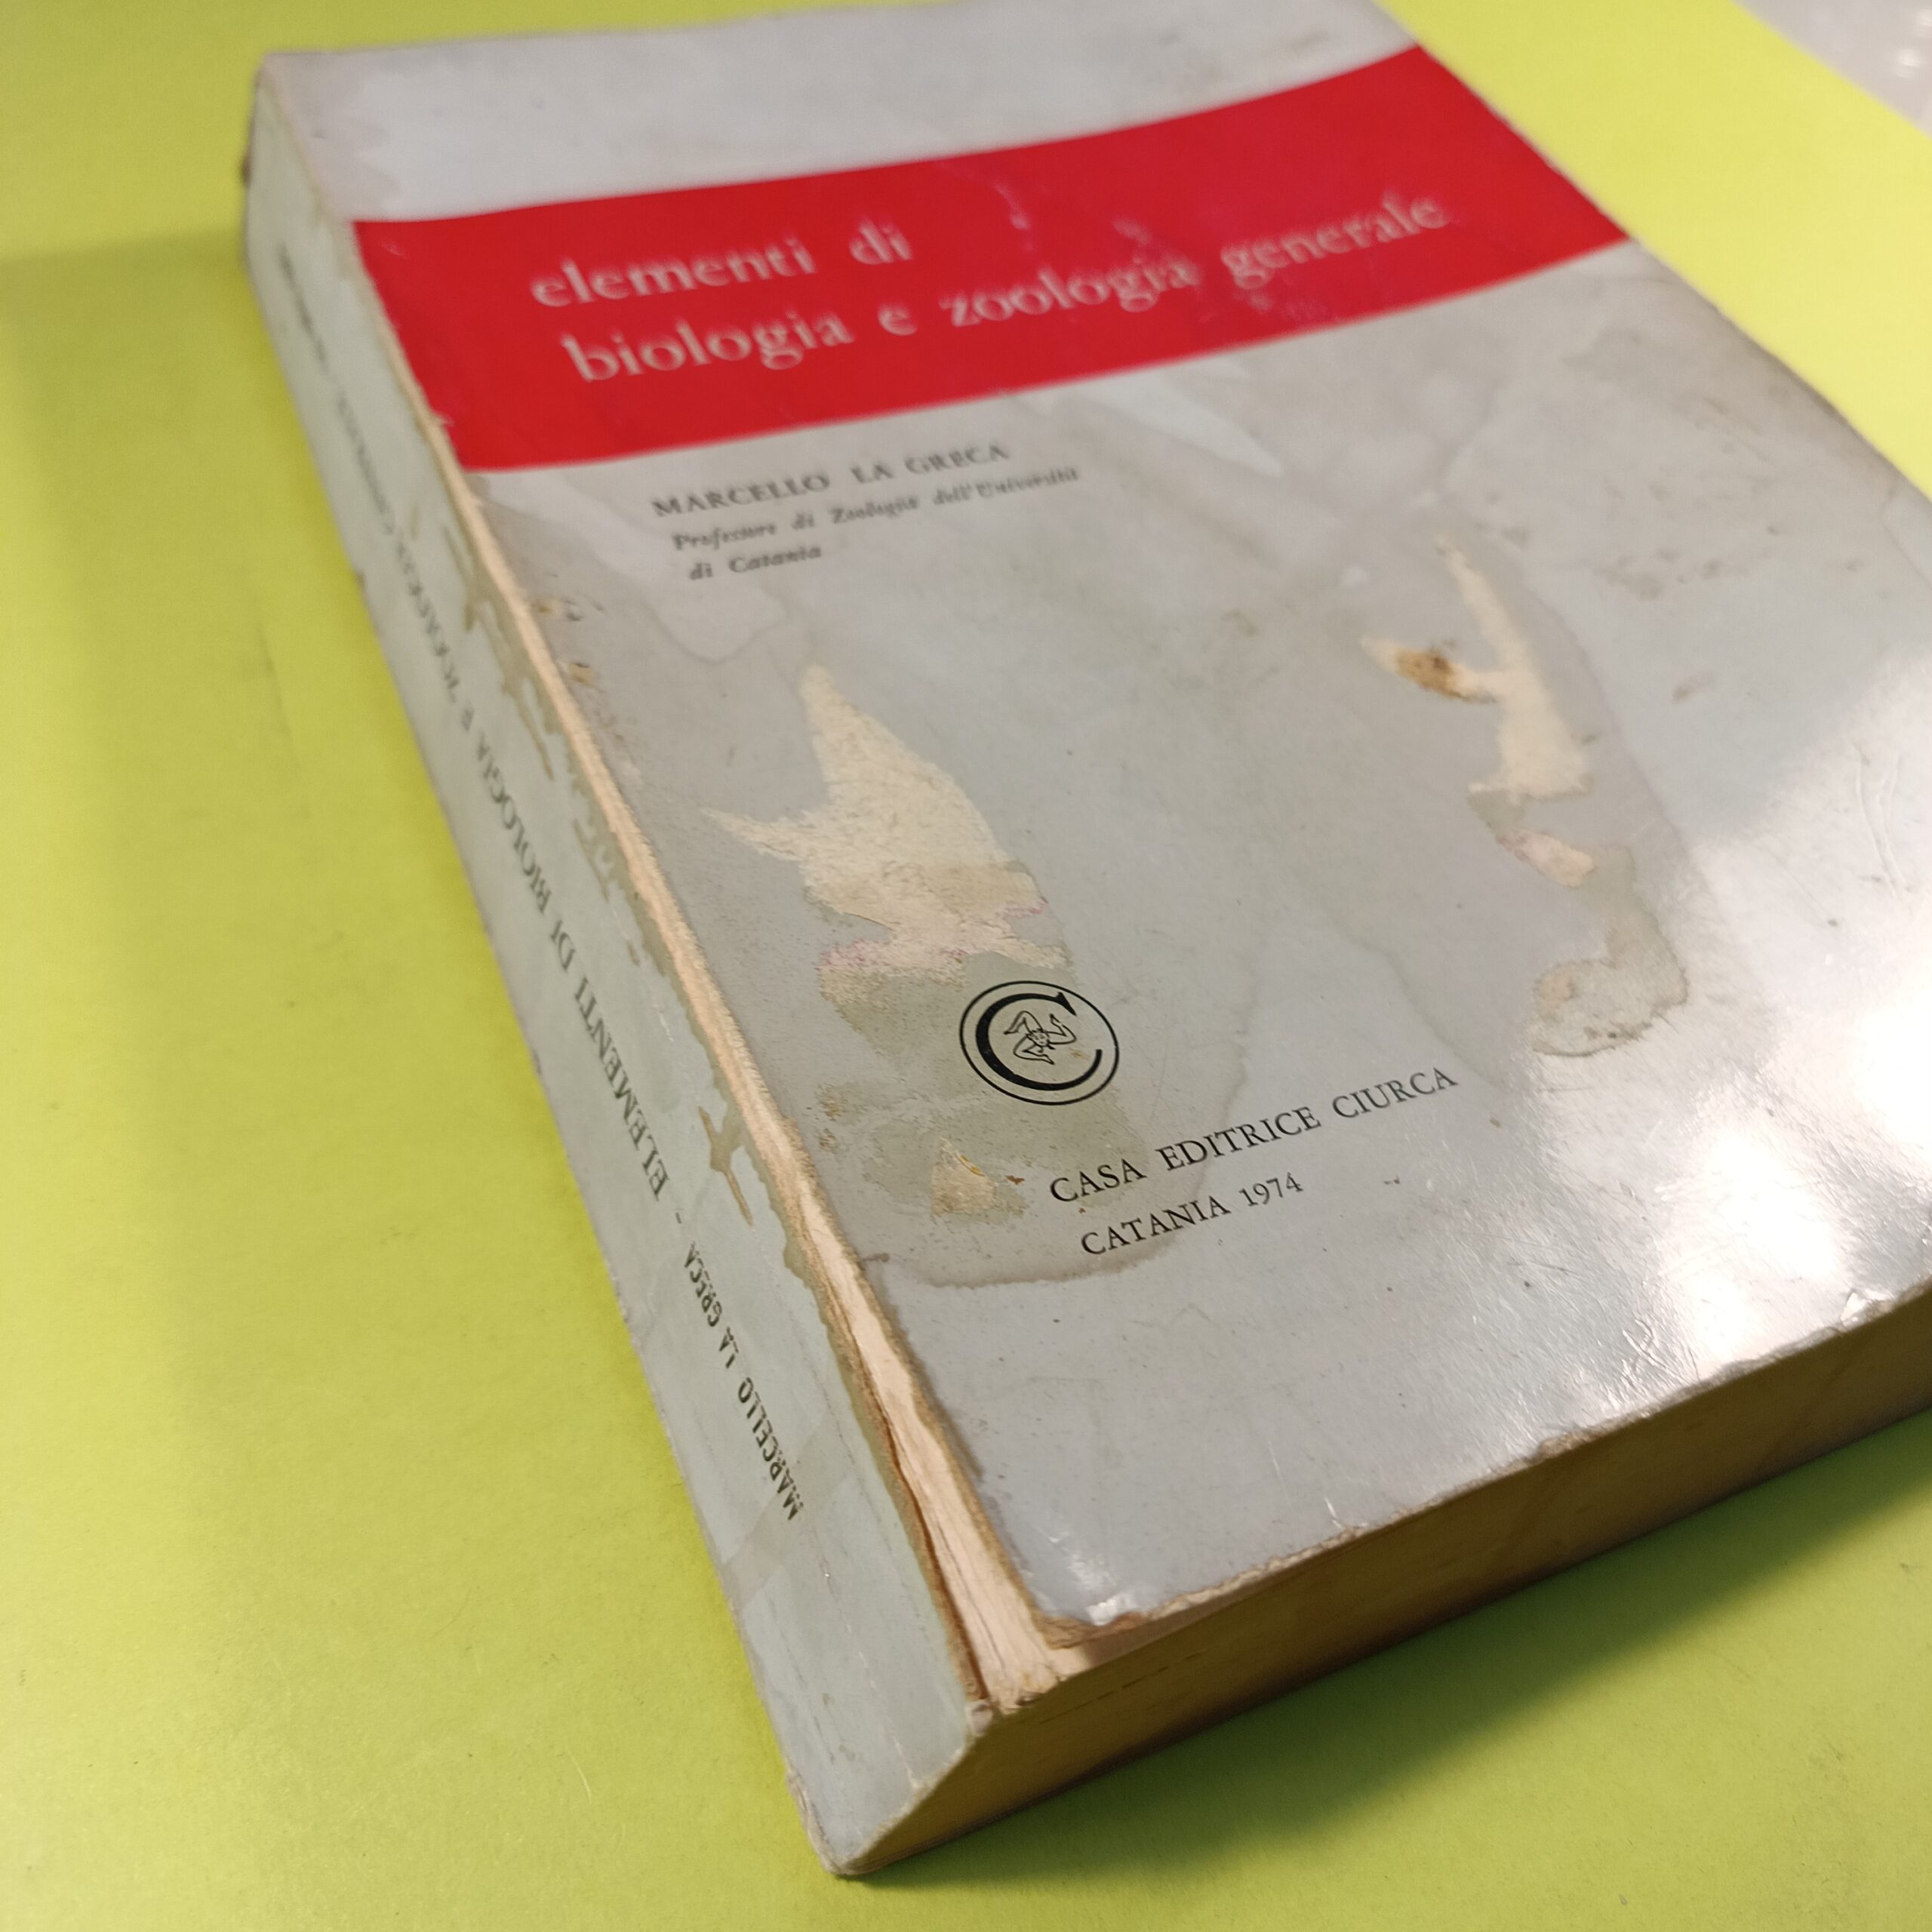 elementi di
biologia e zoologia generale
MARCELLO LA GRECA
Professore di Zoologia dell'Università
di Catania
C
CASA EDITRICE CIURCA
CATANIA 1974
MARCELLO LA GRECA - ELEMENTI DI BIOLOGIA E ZOOLOGIA GENERALE